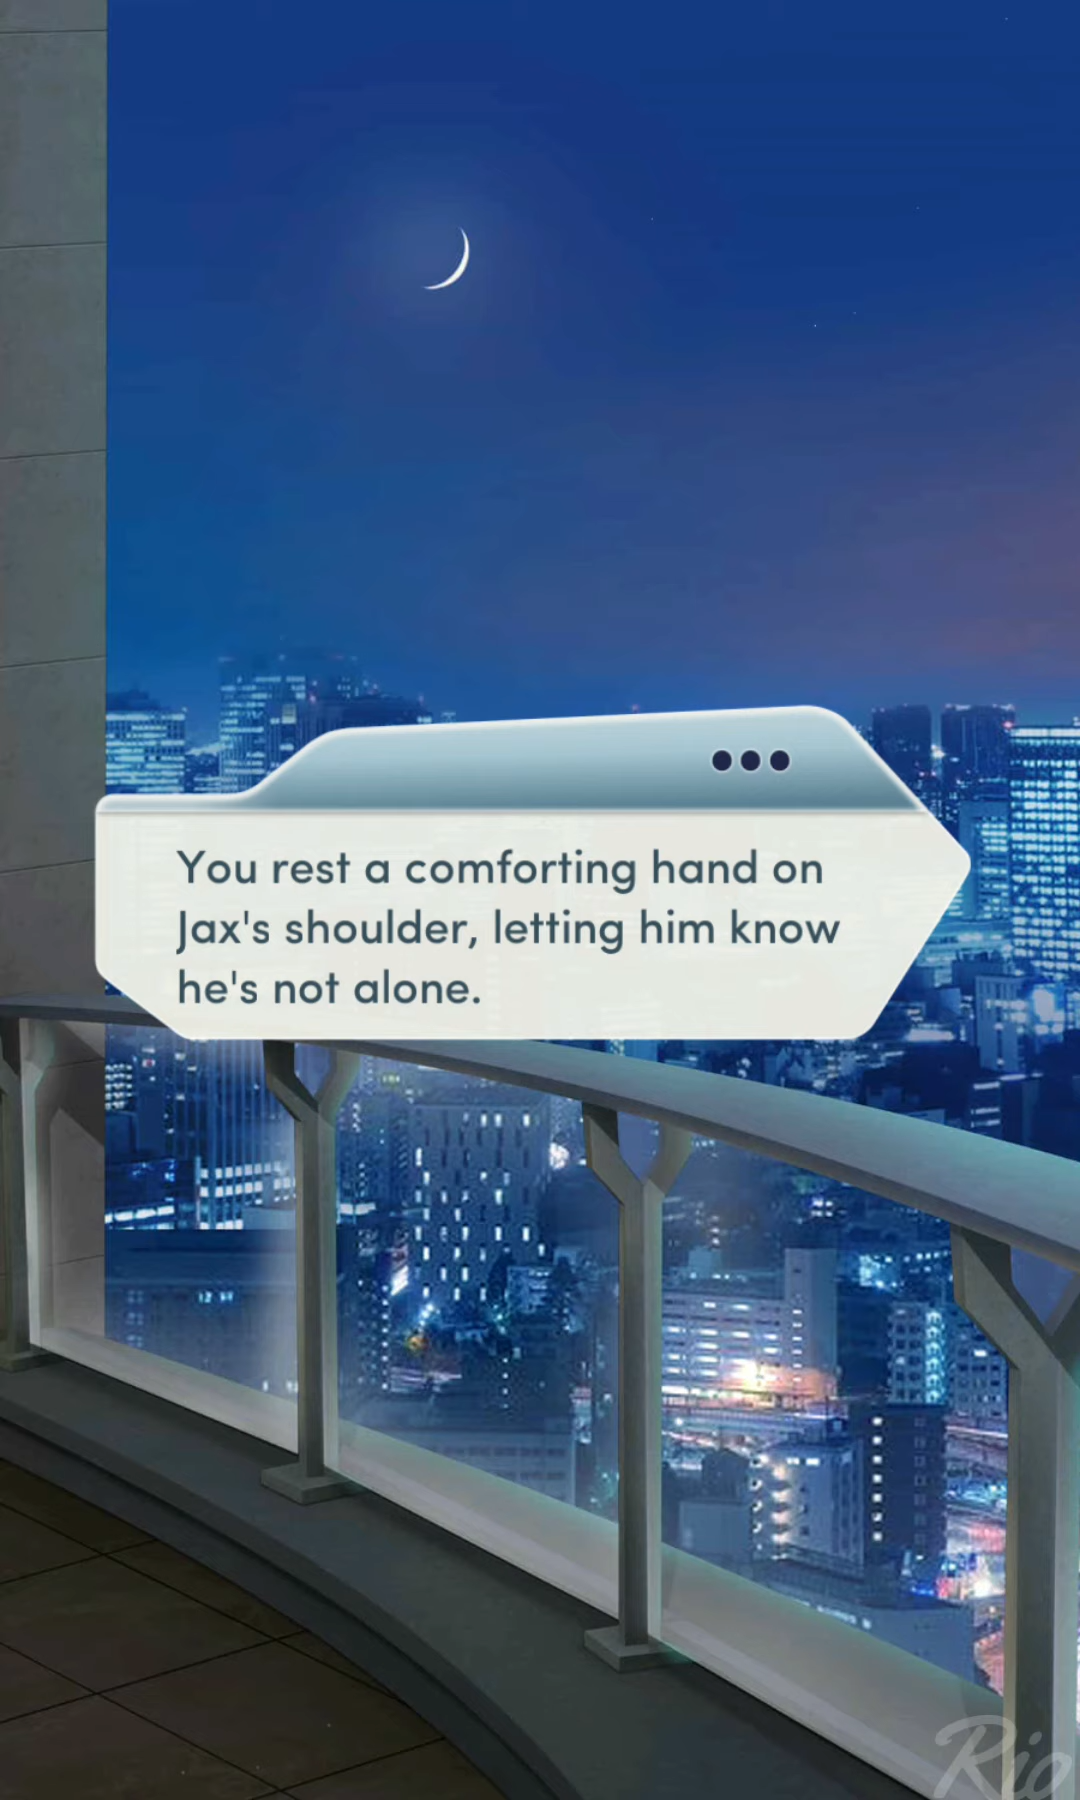 You rest a comforting hand on
Jax's shoulder, letting him know
he's not alone.
Rio